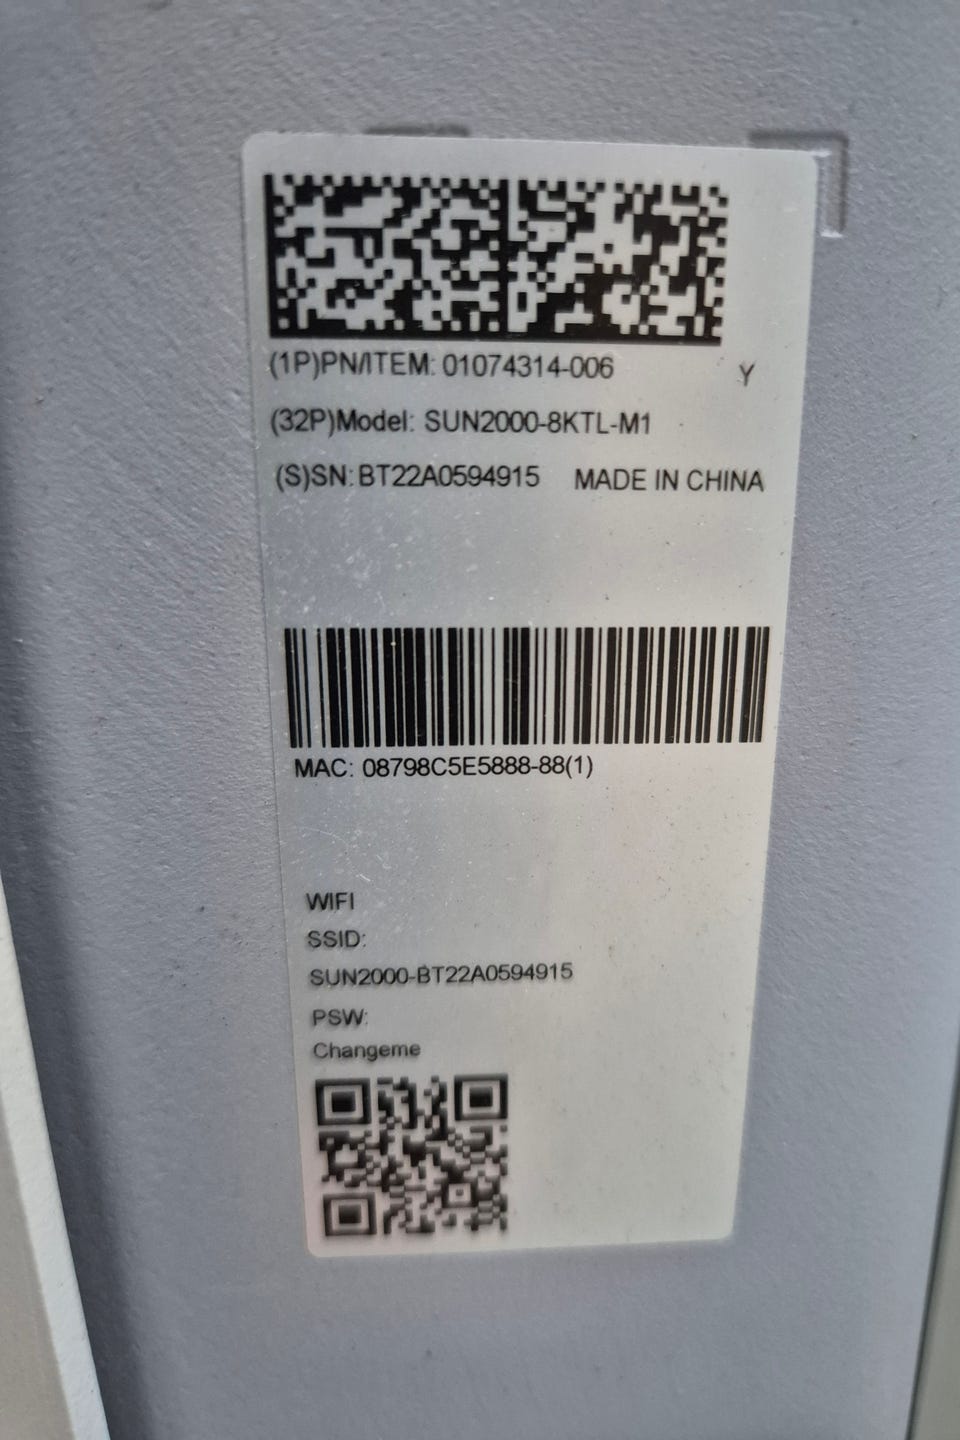 (1P)PN/ITEM: 01074314-006 Y
(32P)Model: SUN2000-8KTL-M1
(S)SN: BT22A0594915 MADE IN CHINA
MAC: 08798C5E5888-88(1)
WIFI
SSID:
SUN2000-BT22A0594915
PSW:
Changeme